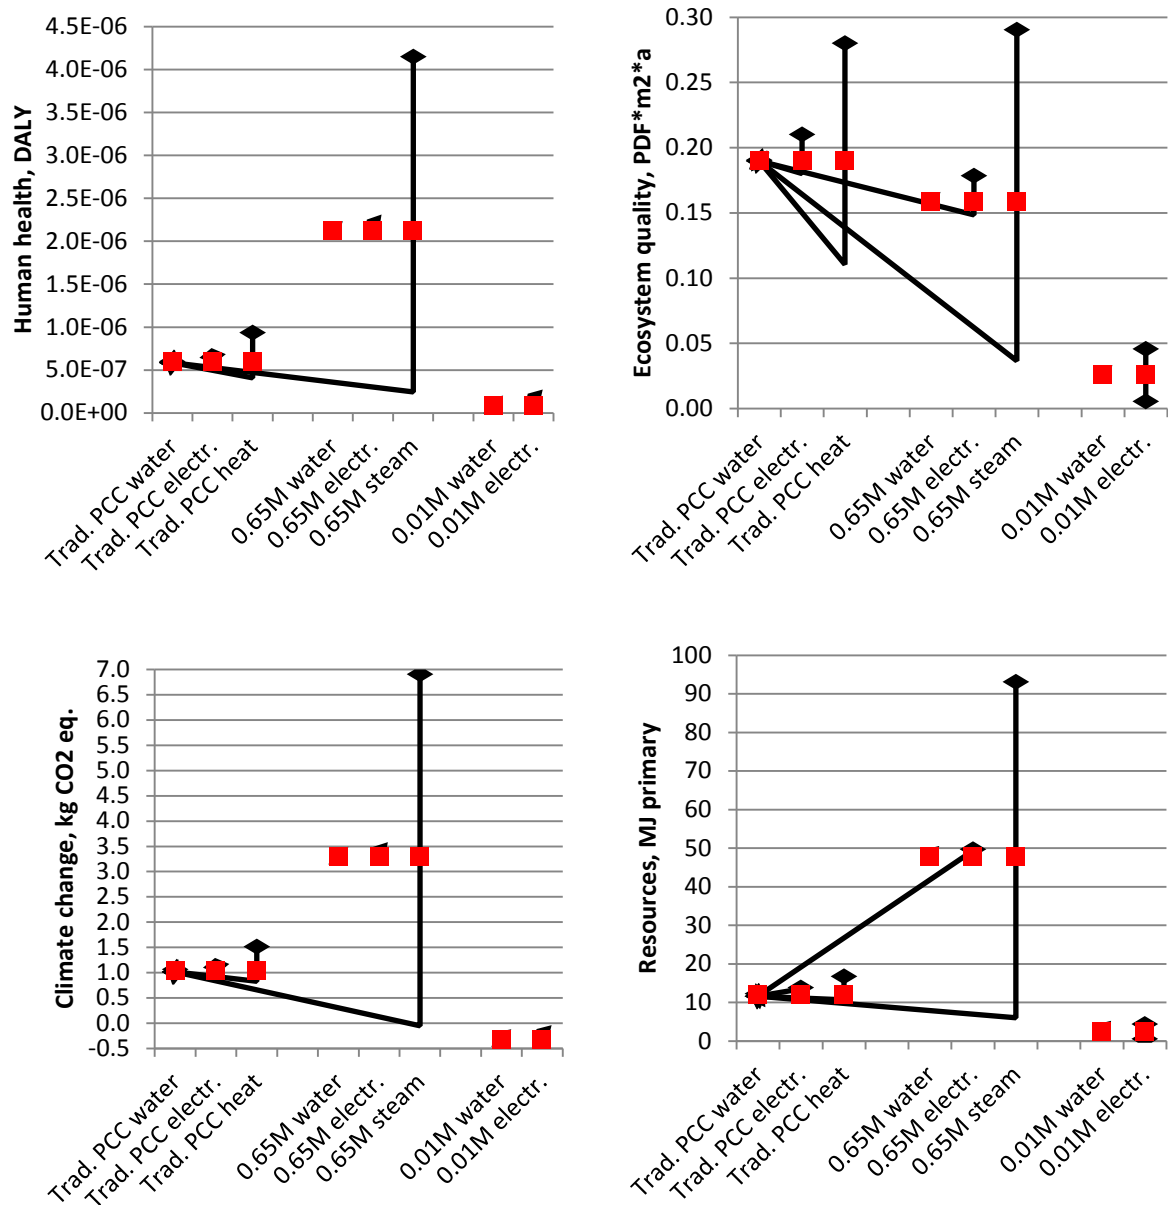 Human health, DALY
4.5E-06
4.0E-06
3.5E-06
3.0E-06
2.5E-06
2.0E-06
1.5E-06
1.0E-06
5.0E-07
0.0E+00
Trad. PCC water
Trad. PCC electr.
Trad. PCC heat
0.65M water
0.65M electr.
0.65M steam
0.01M water
0.01M electr.
Ecosystem quality, PDF*m2*a
0.30
0.25
0.20
0.15
0.10
0.05
0.00
Trad. PCC water
Trad. PCC electr.
Trad. PCC heat
0.65M water
0.65M electr.
0.65M steam
0.01M water
0.01M electr.
Climate change, kg CO2 eq.
7.0
6.5
6.0
5.5
5.0
4.5
4.0
3.5
3.0
2.5
2.0
1.5
1.0
0.5
0.0
-0.5
Trad. PCC water
Trad. PCC electr.
Trad. PCC heat
0.65M water
0.65M electr.
0.65M steam
0.01M water
0.01M electr.
Resources, MJ primary
100
90
80
70
60
50
40
30
20
10
0
Trad. PCC water
Trad. PCC electr.
Trad. PCC heat
0.65M water
0.65M electr.
0.65M steam
0.01M water
0.01M electr.